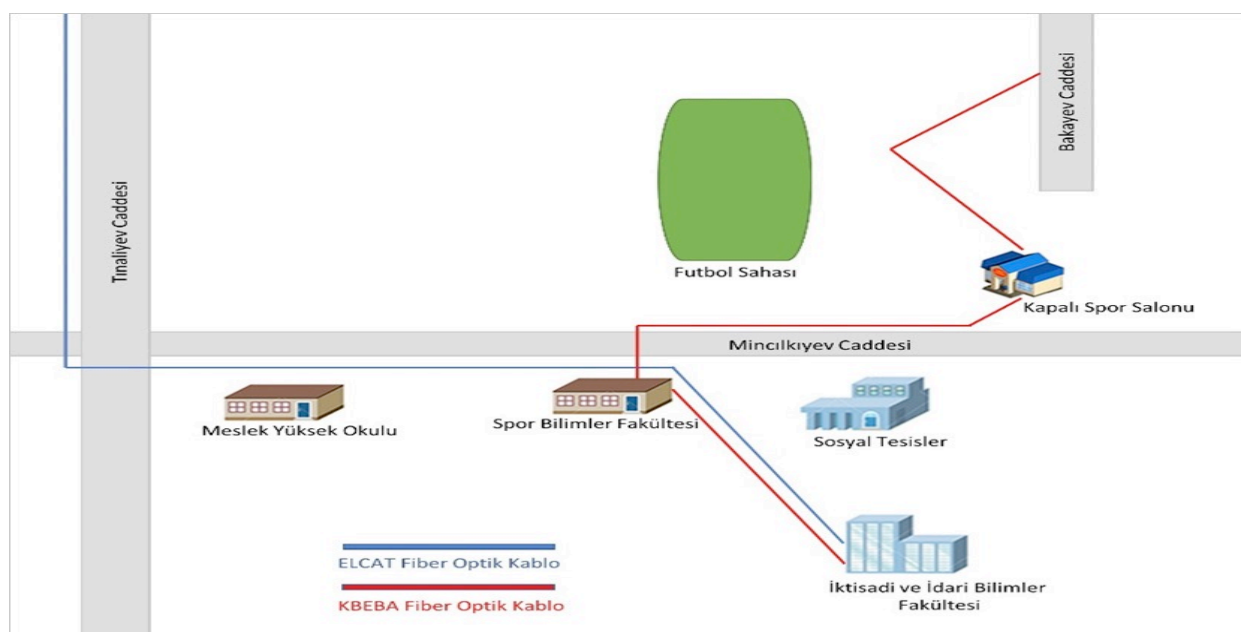 Bakayev Caddesi
Tınaliyev Caddesi
Futbol Sahası
Kapalı Spor Salonu
Mincılkıyev Caddesi
Meslek Yüksek Okulu
Spor Bilimler Fakültesi
Sosyal Tesisler
ELCAT Fiber Optik Kablo
KBEBA Fiber Optik Kablo
İktisadi ve İdari Bilimler
Fakültesi